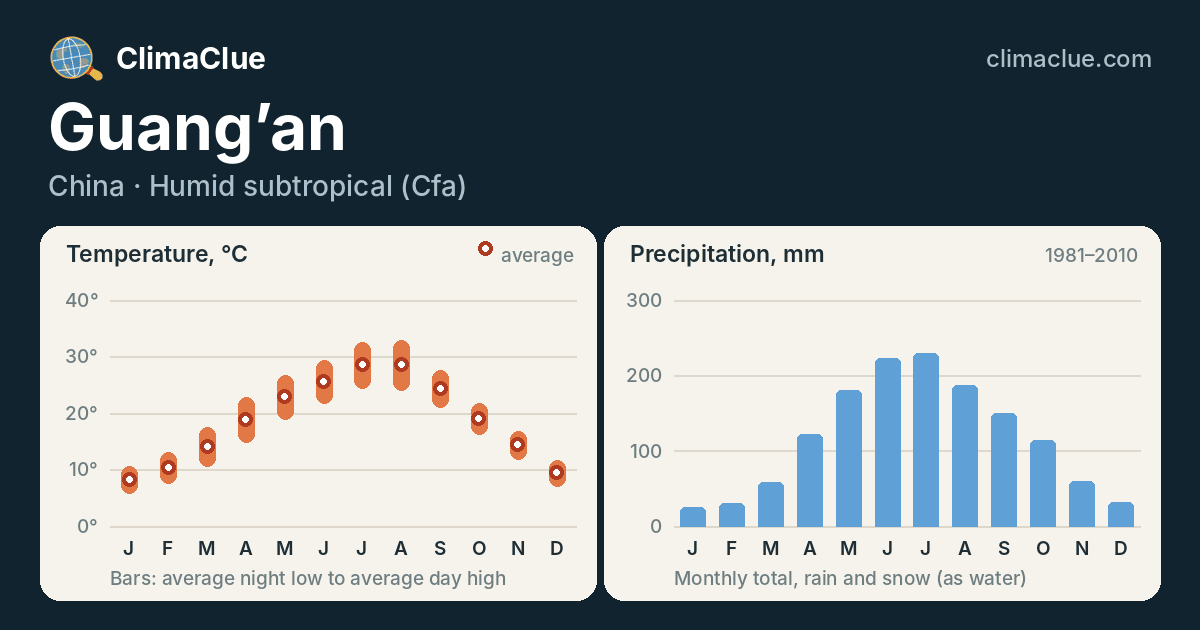 ClimaClue
climaclue.com
Guang’an
China · Humid subtropical (Cfa)
Temperature, °C
average
40°
30°
20°
10°
0°
J F M A M J J A S O N D
Bars: average night low to average day high
Precipitation, mm
1981–2010
300
200
100
0
J F M A M J J A S O N D
Monthly total, rain and snow (as water)